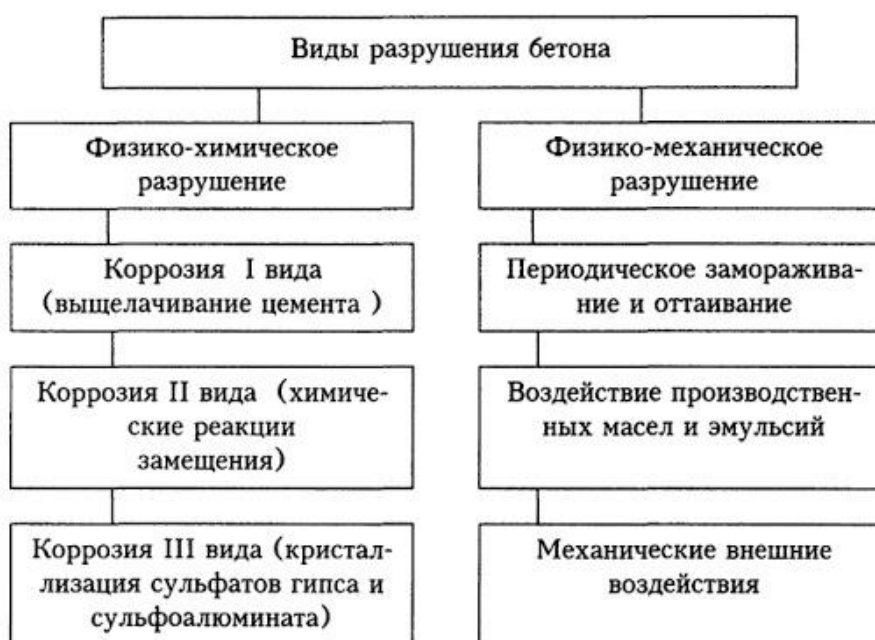 Виды разрушения бетона
Физико-химическое
разрушение
Коррозия I вида
(выщелачивание цемента )
Коррозия II вида (химиче-
ские реакции
замещения)
Коррозия III вида (кристал-
лизация сульфатов гипса и
сульфоалюмината)
Физико-механическое
разрушение
Периодическое заморажива-
ние и оттаивание
Воздействие производствен-
ных масел и эмульсий
Механические внешние
воздействия